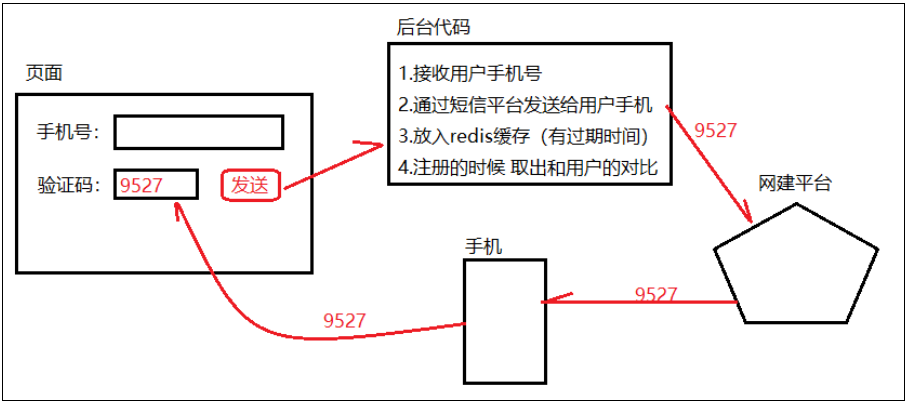 后台代码
页面
1.接收用户手机号
2.通过短信平台发送给用户手机
3.放入redis缓存（有过期时间）
4.注册的时候 取出和用户的对比
手机号：
验证码： 9527 发送
9527
网建平台
手机
9527
9527